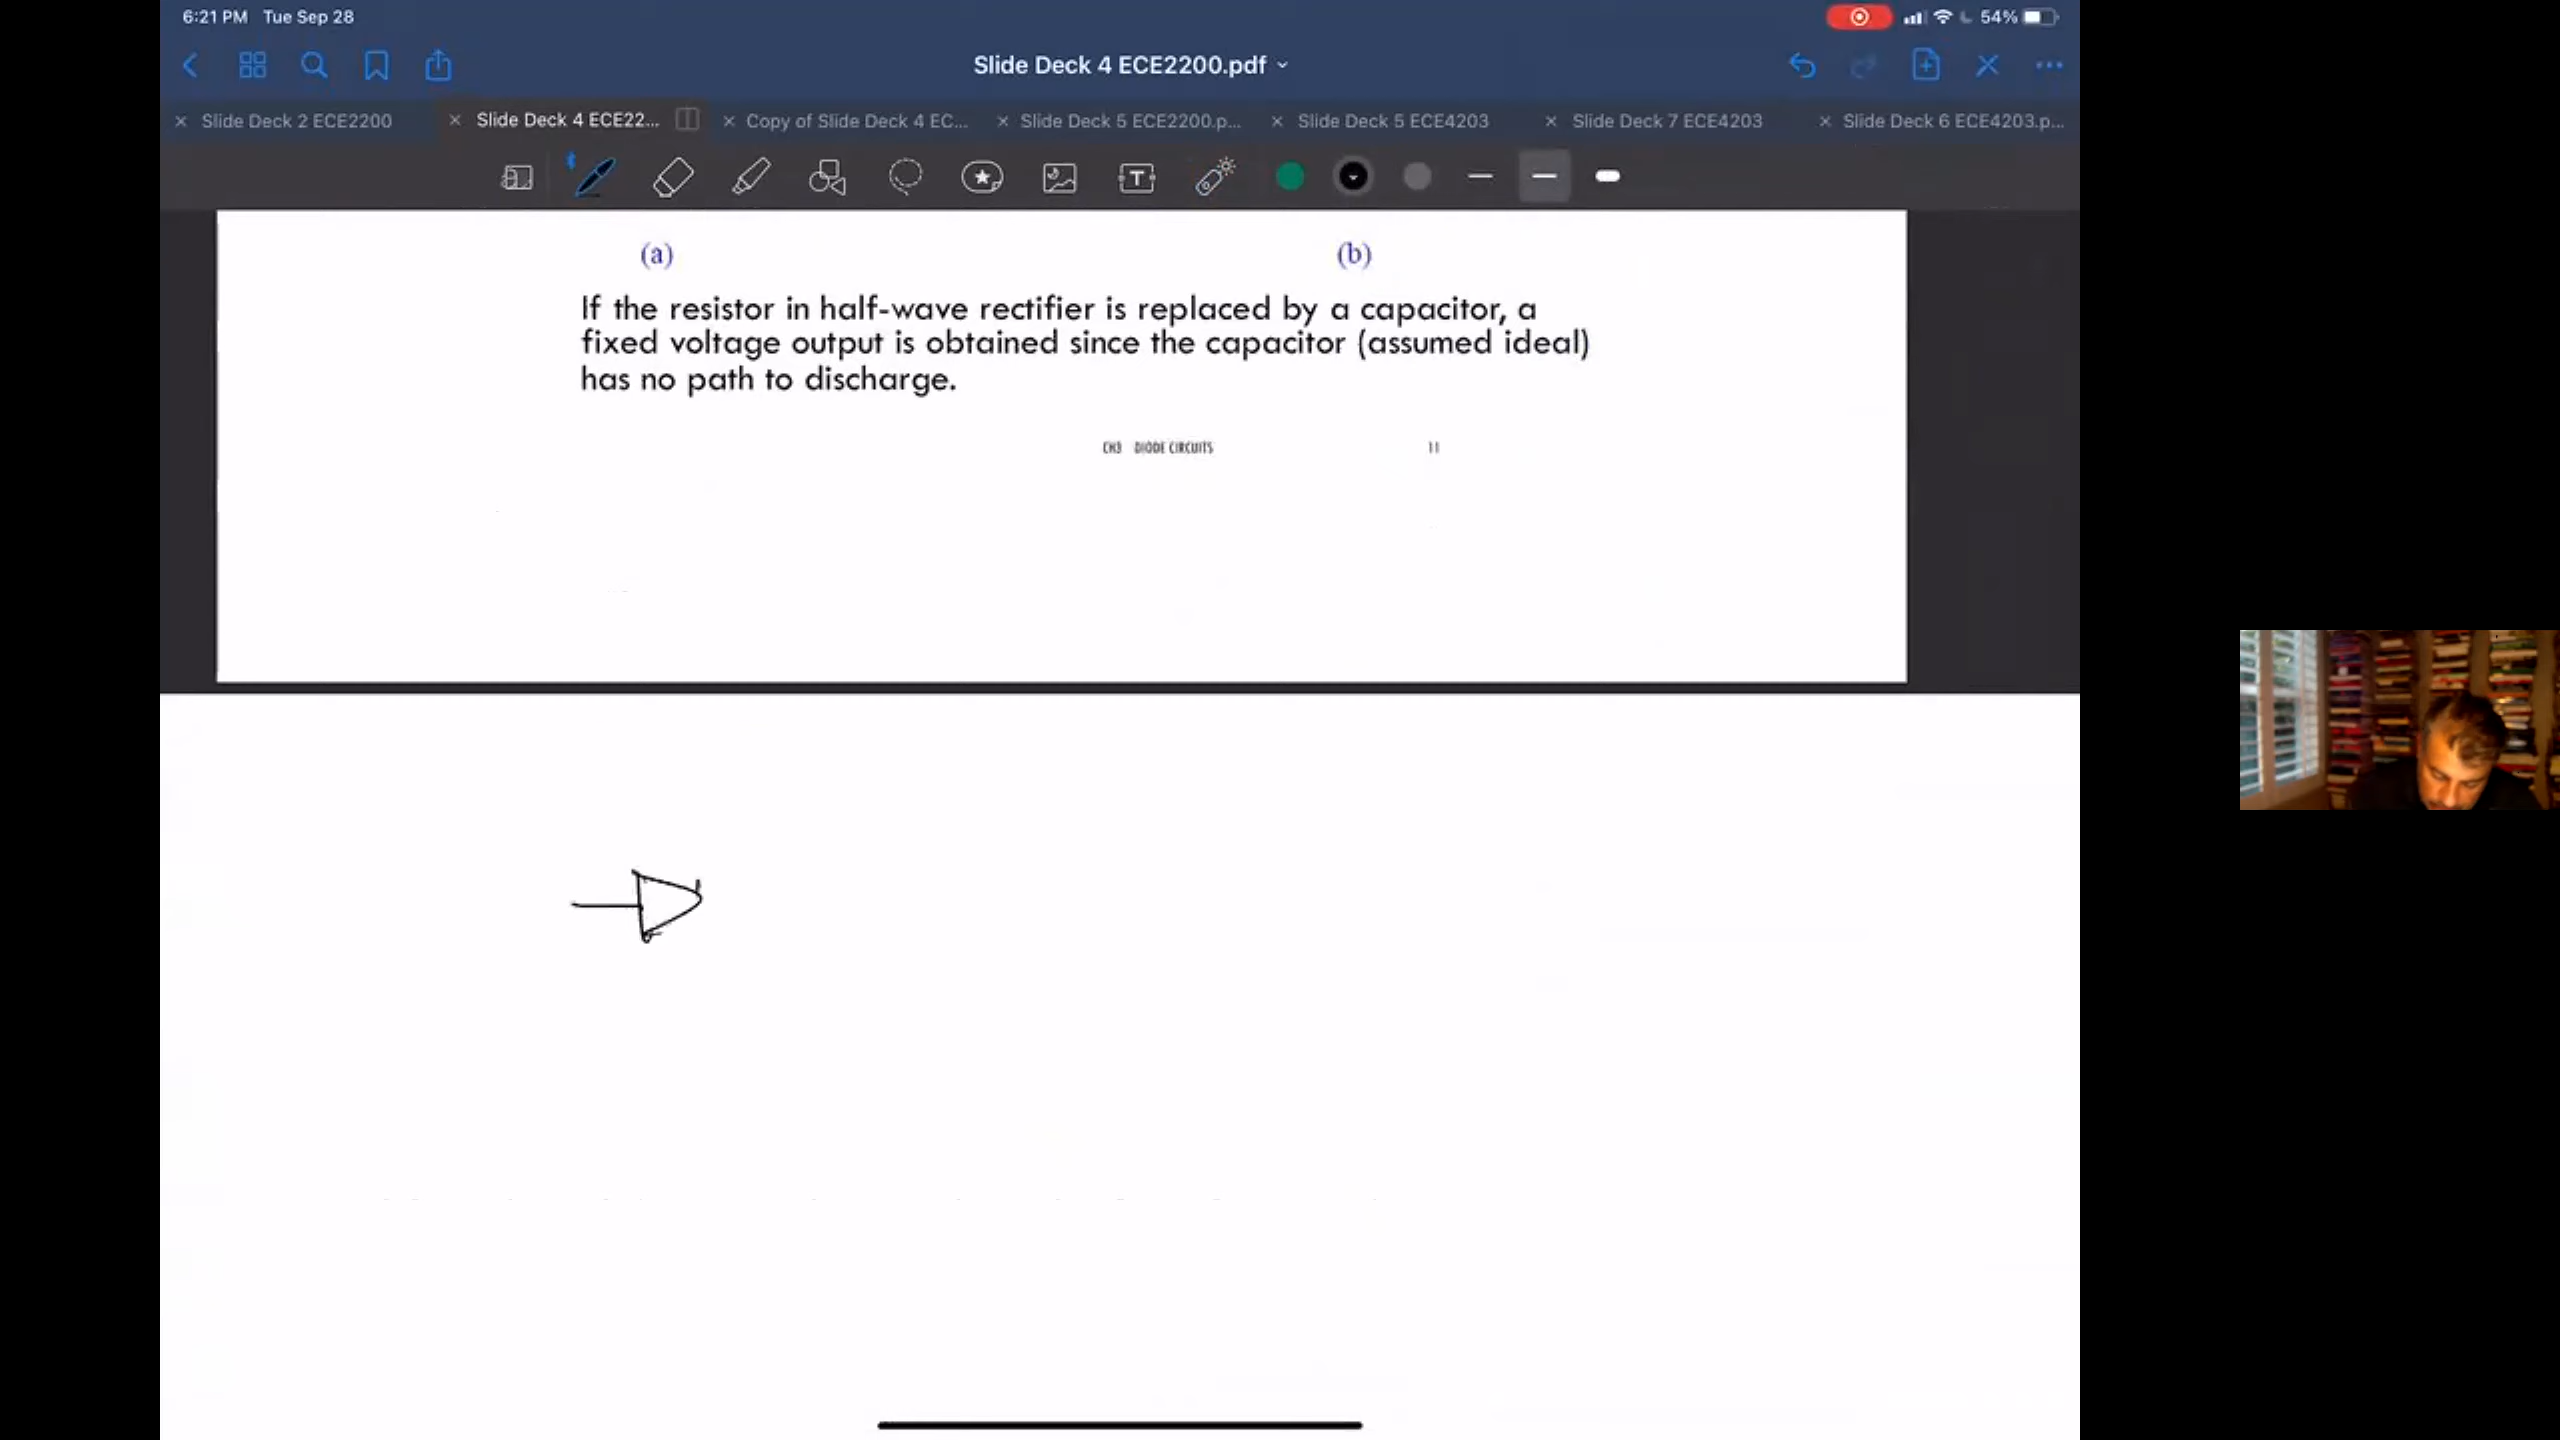 6:21 PM Tue Sep 28
54%
Slide Deck 4 ECE2200.pdf
Slide Deck 2 ECE2200
Slide Deck 4 ECE22...
Copy of Slide Deck 4 EC...
Slide Deck 5 ECE2200.p...
Slide Deck 5 ECE4203
Slide Deck 7 ECE4203
Slide Deck 6 ECE4203.p...
T
(a)
(b)
If the resistor in half-wave rectifier is replaced by a capacitor, a
fixed voltage output is obtained since the capacitor (assumed ideal)
has no path to discharge.
CH3 DIODE CIRCUITS
11